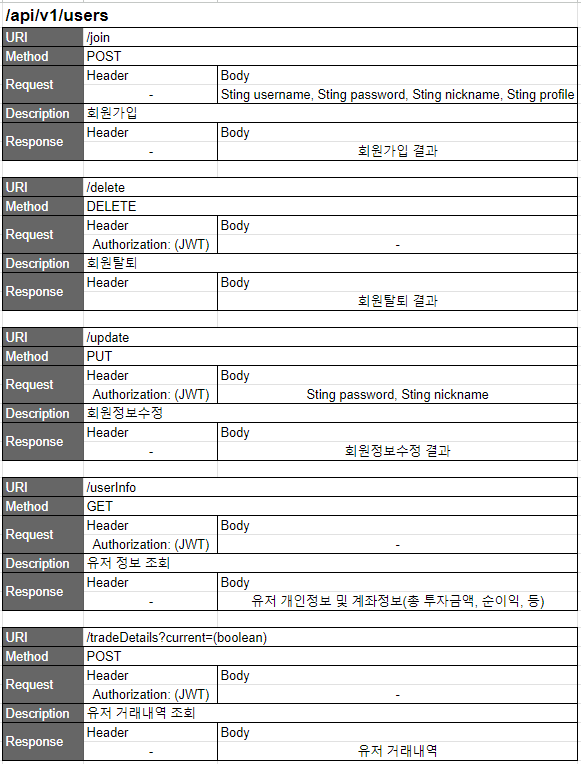 /api/v1/users
URI /join
Method POST
Request Header Body
- Sting username, Sting password, Sting nickname, Sting profile
Description 회원가입
Response Header Body
- 회원가입 결과
URI /delete
Method DELETE
Request Header Body
Authorization: (JWT) -
Description 회원탈퇴
Response Header Body
회원탈퇴 결과
URI /update
Method PUT
Request Header Body
Authorization: (JWT) Sting password, Sting nickname
Description 회원정보수정
Response Header Body
- 회원정보수정 결과
URI /userInfo
Method GET
Request Header Body
Authorization: (JWT) -
Description 유저 정보 조회
Response Header Body
- 유저 개인정보 및 계좌정보(총 투자금액, 순이익, 등)
URI /tradeDetails?current=(boolean)
Method POST
Request Header Body
Authorization: (JWT) -
Description 유저 거래내역 조회
Response Header Body
- 유저 거래내역